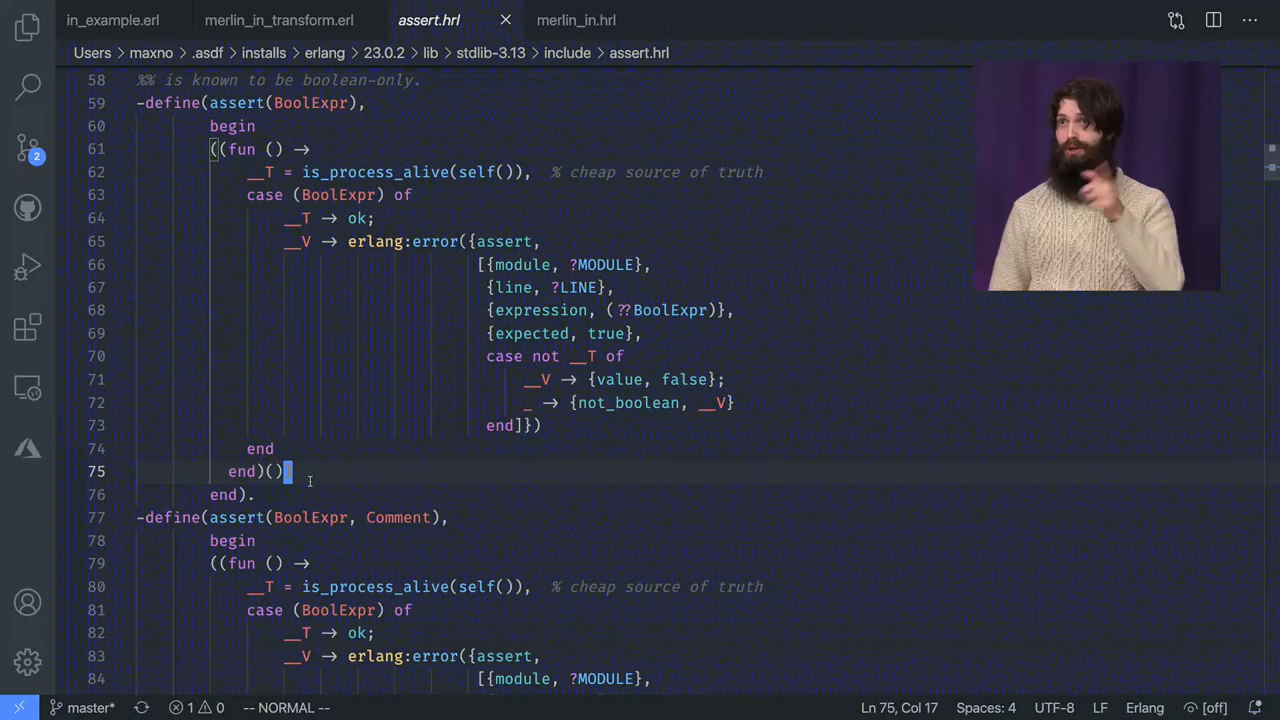 in_example.erl merlin_in_transform.erl assert.hrl merlin_in.hrl
Users > maxno > .asdf > installs > erlang > 23.0.2 > lib > stdlib-3.13 > include > assert.hrl
58 %% is known to be boolean-only.
59 -define(assert(BoolExpr),
60 begin
61 ((fun () ->
62 __T = is_process_alive(self()), % cheap source of truth
63 case (BoolExpr) of
64 __T -> ok;
65 __V -> erlang:error({assert,
66 [{module, ?MODULE},
67 {line, ?LINE},
68 {expression, (??BoolExpr)},
69 {expected, true},
70 case not __T of
71 __V -> {value, false};
72 _ -> {not_boolean, __V}
73 end]})
74 end
75 end)())
76 end).
77 -define(assert(BoolExpr, Comment),
78 begin
79 ((fun () ->
80 __T = is_process_alive(self()), % cheap source of truth
81 case (BoolExpr) of
82 __T -> ok;
83 __V -> erlang:error({assert,
84 [{module, ?MODULE},
2
master* 1 0 -- NORMAL -- Ln 75, Col 17 Spaces: 4 UTF-8 LF Erlang [off]